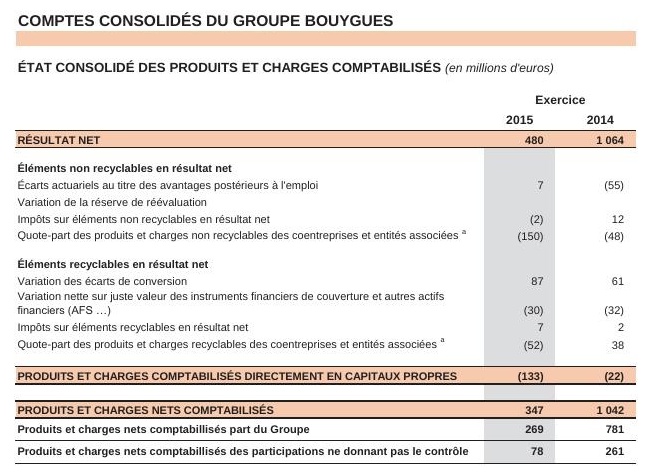 COMPTES CONSOLIDÉS DU GROUPE BOUYGUES
ÉTAT CONSOLIDÉ DES PRODUITS ET CHARGES COMPTABILISÉS (en millions d'euros)
Exercice
2015 2014
RÉSULTAT NET 480 1 064
Éléments non recyclables en résultat net
Écarts actuariels au titre des avantages postérieurs à l'emploi 7 (55)
Variation de la réserve de réévaluation
Impôts sur éléments non recyclables en résultat net (2) 12
Quote-part des produits et charges non recyclables des coentreprises et entités associées a (150) (48)
Éléments recyclables en résultat net
Variation des écarts de conversion 87 61
Variation nette sur juste valeur des instruments financiers de couverture et autres actifs
financiers (AFS …) (30) (32)
Impôts sur éléments recyclables en résultat net 7 2
Quote-part des produits et charges recyclables des coentreprises et entités associées a (52) 38
PRODUITS ET CHARGES COMPTABILISÉS DIRECTEMENT EN CAPITAUX PROPRES (133) (22)
PRODUITS ET CHARGES NETS COMPTABILISÉS 347 1 042
Produits et charges nets comptabillisés part du Groupe 269 781
Produits et charges nets comptabillisés des participations ne donnant pas le contrôle 78 261